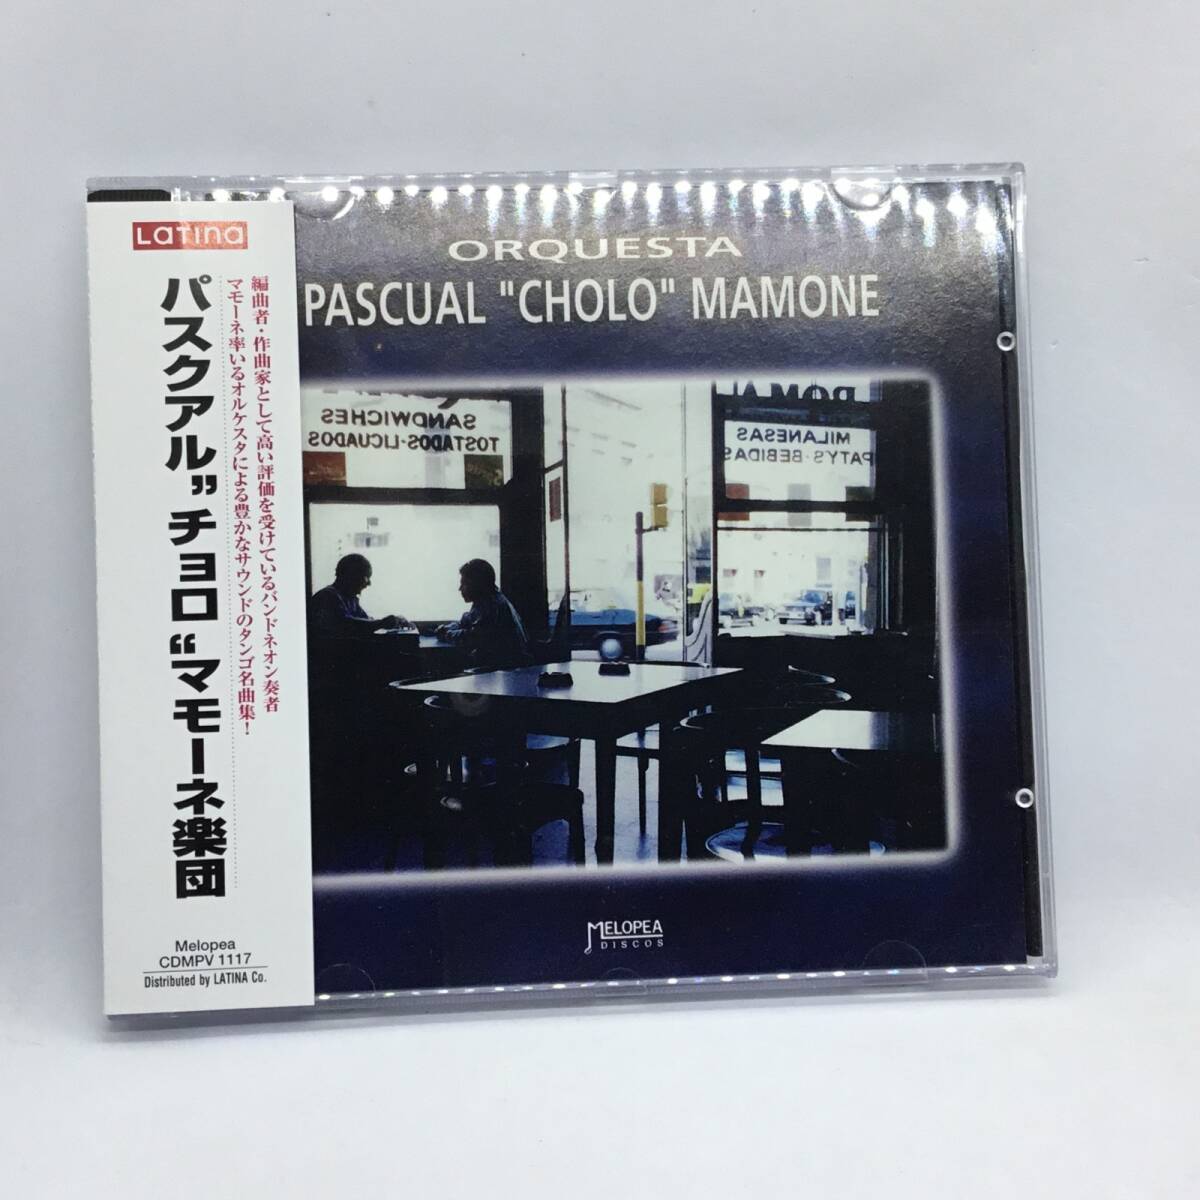 LaTina
編曲者・作曲家として高い評価を受けているバンドネオン奏者
マモーネ率いるオルケスタによる豊かなサウンドのタンゴ名曲集！
パスクアル”チョロ“マモーネ楽団
Melopea
CDMPV 1117
Distributed by LATINA Co.
ORQUESTA
PASCUAL "CHOLO" MAMONE
SANDWICHES
TOSTADOS-LICUADOS
MILANESAS
PATYS-BEBIDAS
MELOPEA
DISCOS